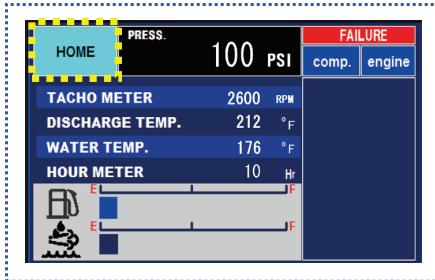 HOME
PRESS.
100 PSI
FAILURE
comp. engine
TACHO METER 2600 RPM
DISCHARGE TEMP. 212 °F
WATER TEMP. 176 °F
HOUR METER 10 Hr
E F
E F